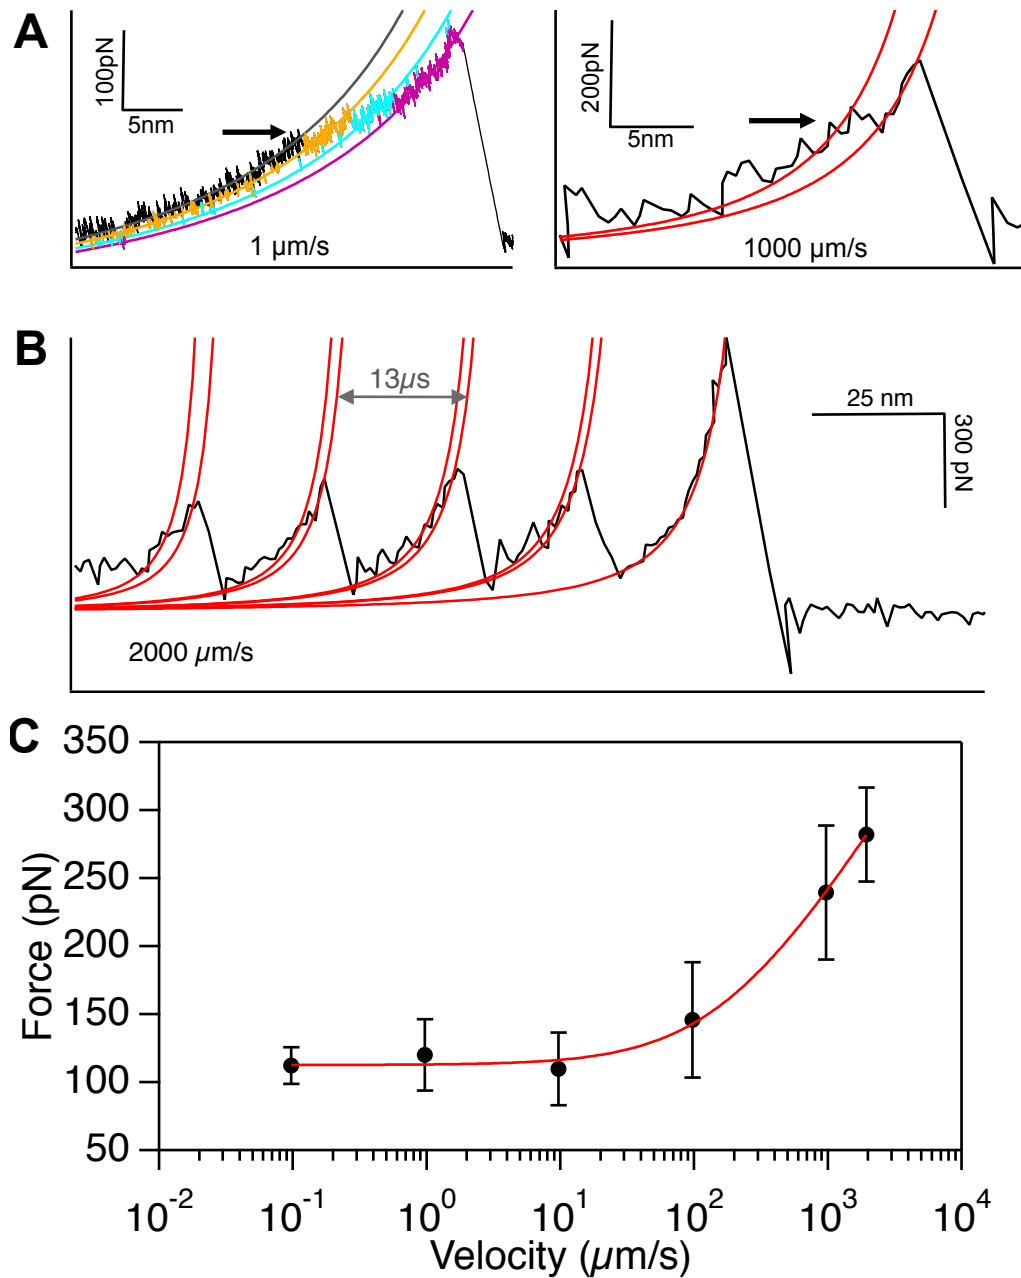 A
100pN
5nm
1 µm/s
200pN
5nm
1000 µm/s
B
13µs
25 nm
300 pN
2000 µm/s
C
350
300
250
200
150
100
50
Force (pN)
10⁻² 10⁻¹ 10⁰ 10¹ 10² 10³ 10⁴
Velocity (µm/s)